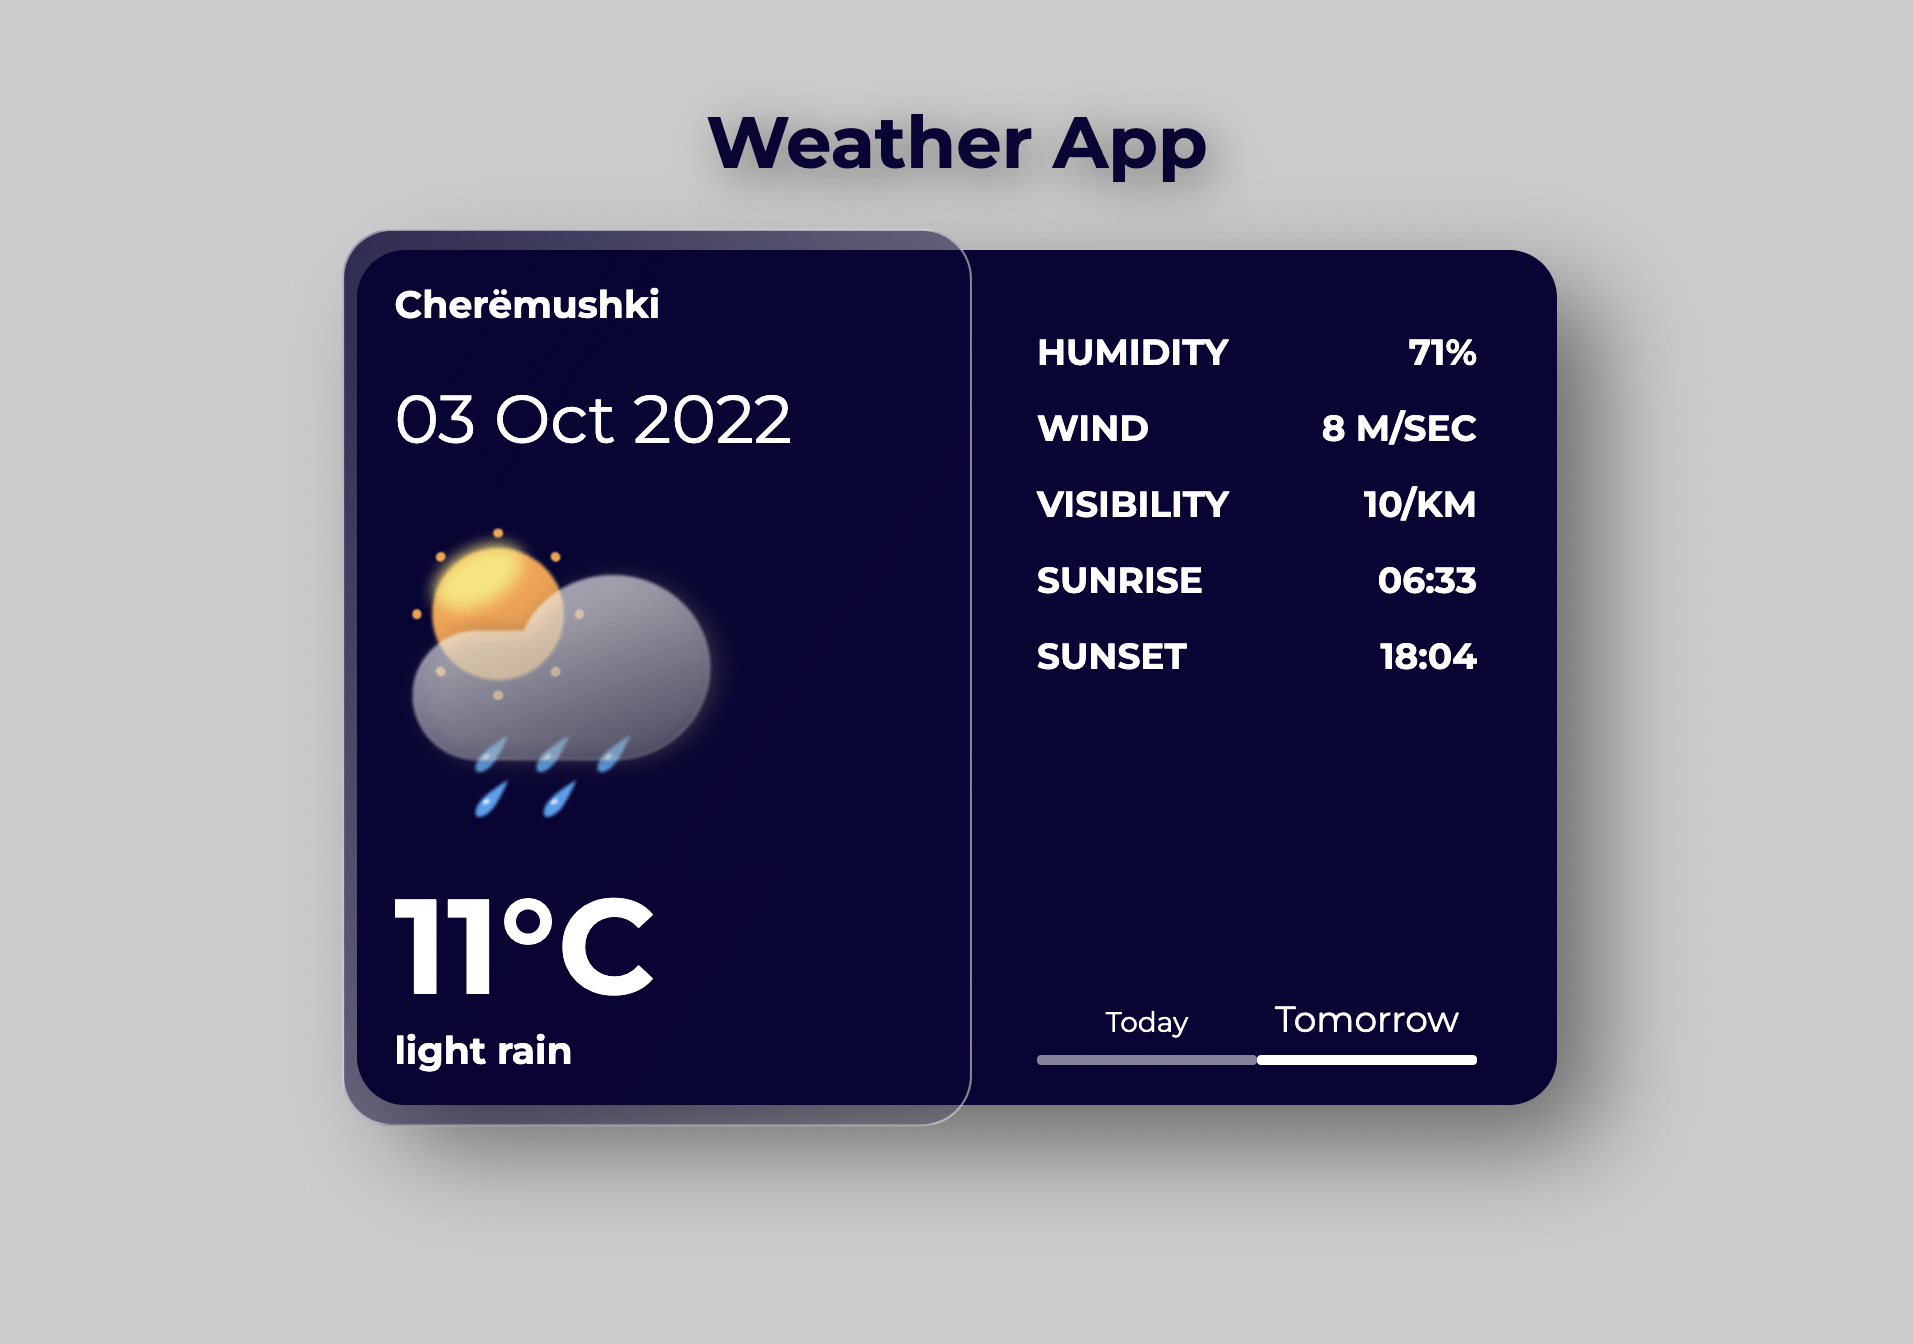 Weather App
Cherëmushki
03 Oct 2022
11°C
light rain
HUMIDITY 71%
WIND 8 M/SEC
VISIBILITY 10/KM
SUNRISE 06:33
SUNSET 18:04
Today Tomorrow